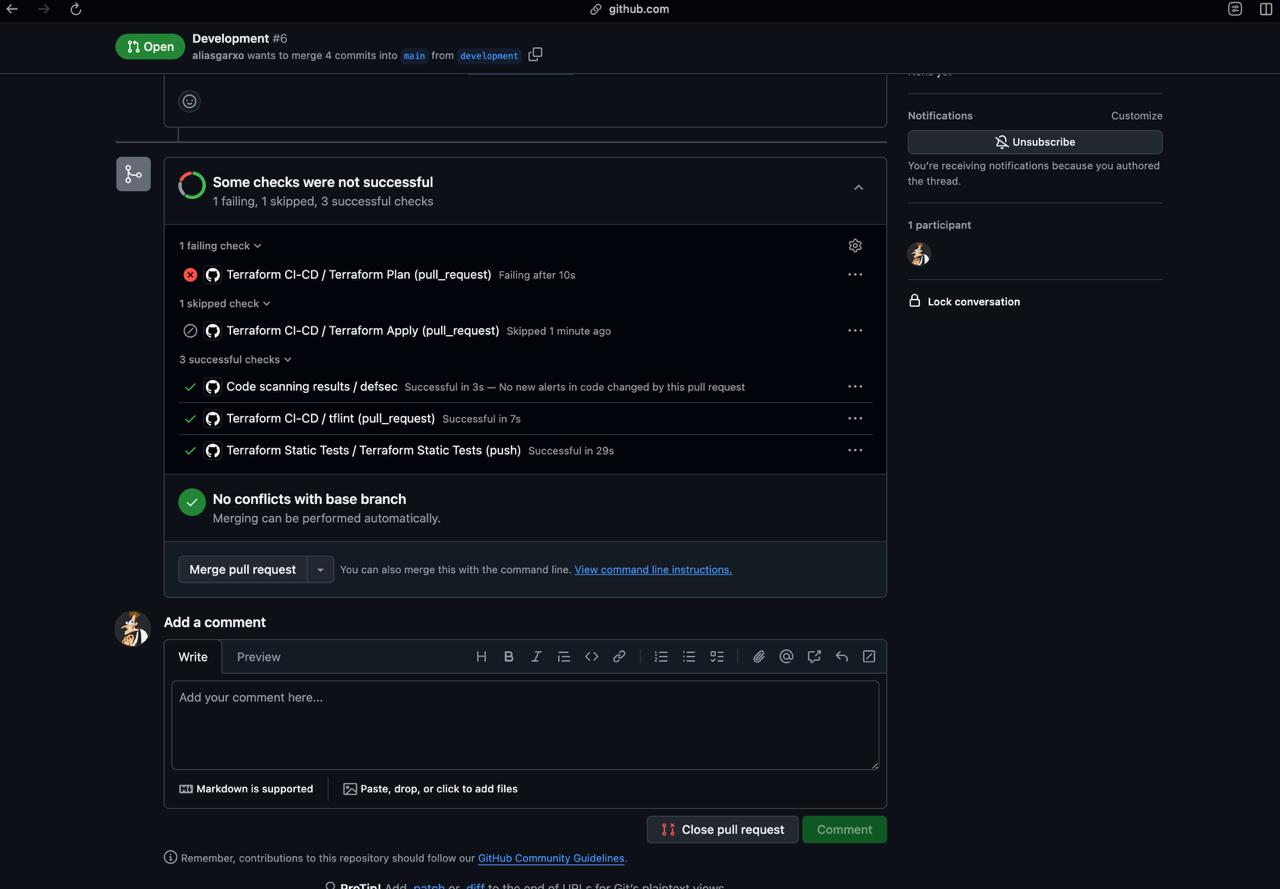 github.com
Open
Development #6
aliasgarxo wants to merge 4 commits into main from development
Notifications
Customize
Unsubscribe
You're receiving notifications because you authored
the thread.
1 participant
Lock conversation
Some checks were not successful
1 failing, 1 skipped, 3 successful checks
1 failing check
Terraform CI-CD / Terraform Plan (pull_request) Failing after 10s
1 skipped check
Terraform CI-CD / Terraform Apply (pull_request) Skipped 1 minute ago
3 successful checks
Code scanning results / defsec Successful in 3s — No new alerts in code changed by this pull request
Terraform CI-CD / tflint (pull_request) Successful in 7s
Terraform Static Tests / Terraform Static Tests (push) Successful in 29s
No conflicts with base branch
Merging can be performed automatically.
Merge pull request
You can also merge this with the command line. View command line instructions.
Add a comment
Write
Preview
Add your comment here...
Markdown is supported
Paste, drop, or click to add files
Close pull request
Comment
Remember, contributions to this repository should follow our GitHub Community Guidelines.
ProTip! Add .patch or .diff to the end of URLs for Git's plaintext views.